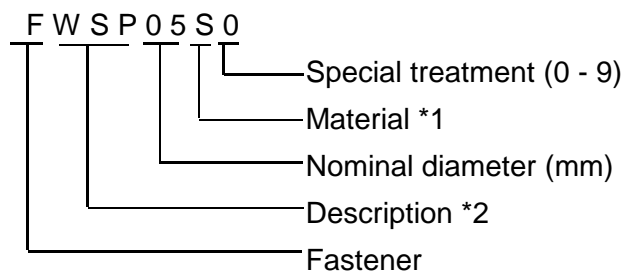 F W S P 0 5 S 0
Special treatment (0 - 9)
Material *1
Nominal diameter (mm)
Description *2
Fastener